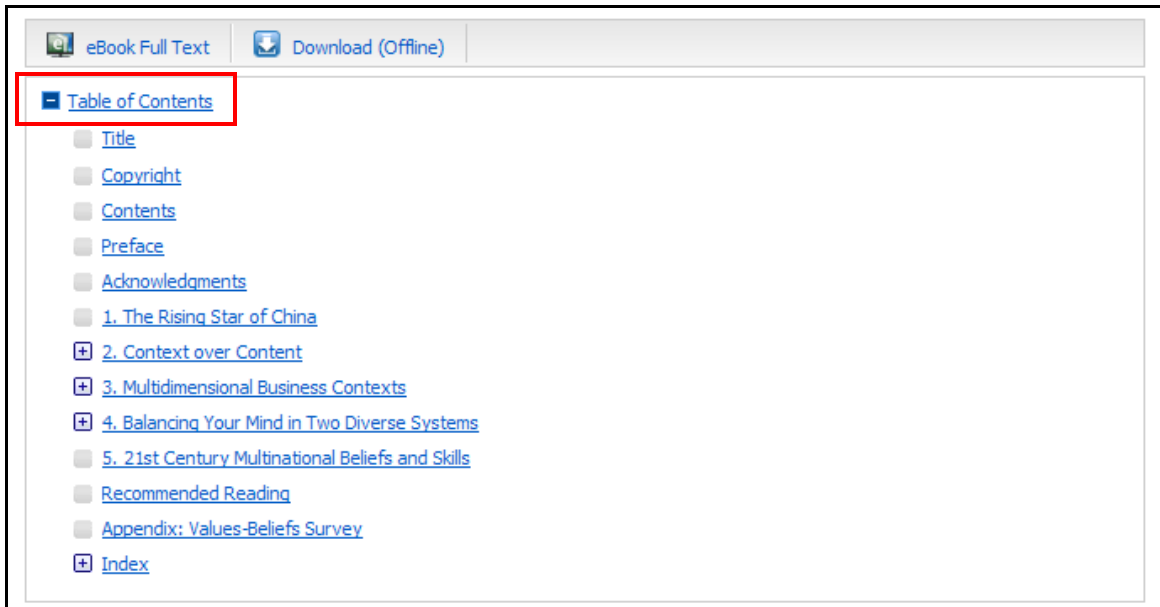 eBook Full Text Download (Offline)
Table of Contents
Title
Copyright
Contents
Preface
Acknowledgments
1. The Rising Star of China
2. Context over Content
3. Multidimensional Business Contexts
4. Balancing Your Mind in Two Diverse Systems
5. 21st Century Multinational Beliefs and Skills
Recommended Reading
Appendix: Values-Beliefs Survey
Index